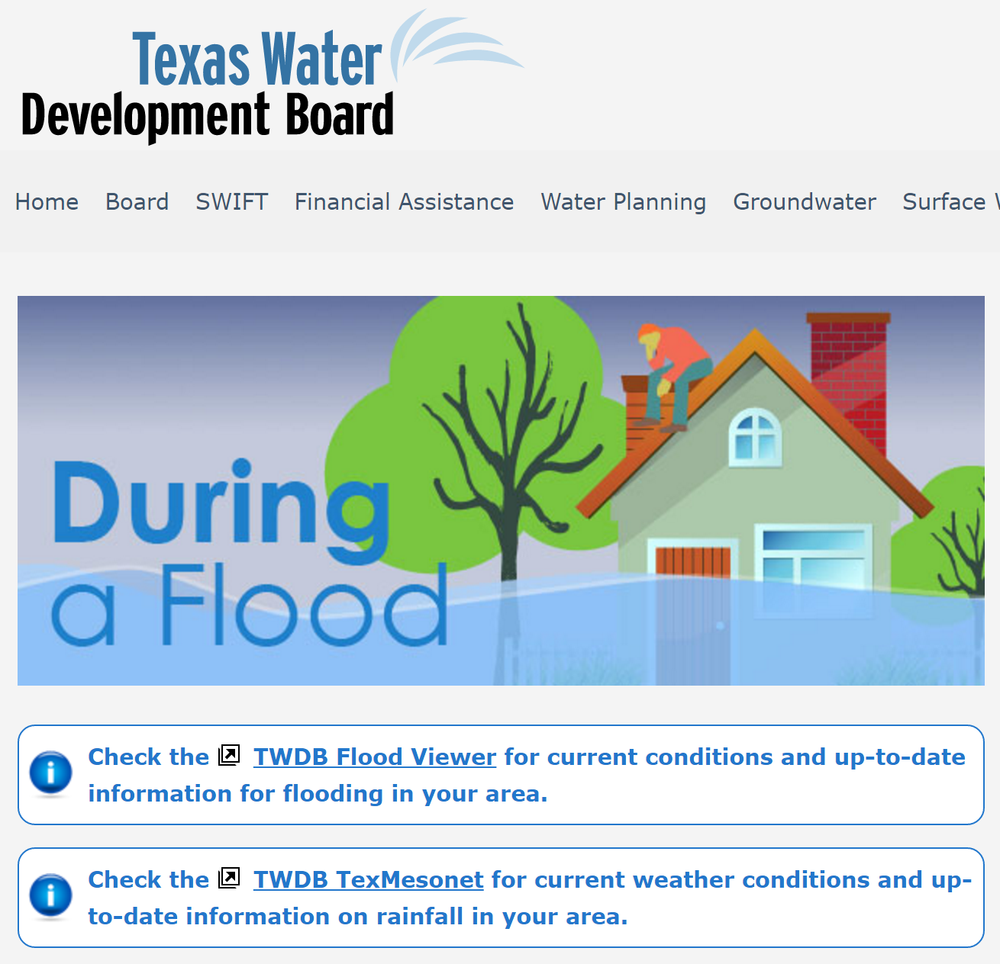 Texas Water
Development Board
Home Board SWIFT Financial Assistance Water Planning Groundwater Surface
During
a Flood
Check the TWDB Flood Viewer for current conditions and up-to-date
information for flooding in your area.
Check the TWDB TexMesonet for current weather conditions and up-
to-date information on rainfall in your area.